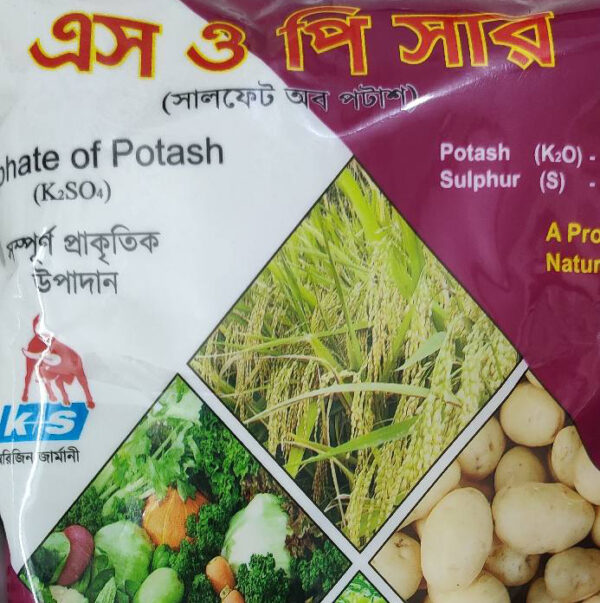 এস ও পি সার
(সালফেট অব পটাশ)
phate of Potash
(K₂SO₄)
সম্পূর্ণ প্রাকৃতিক
উপাদান
Potash (K₂O) -
Sulphur (S) -
A Pro
Natur
K+S
রিজিন জার্মানী